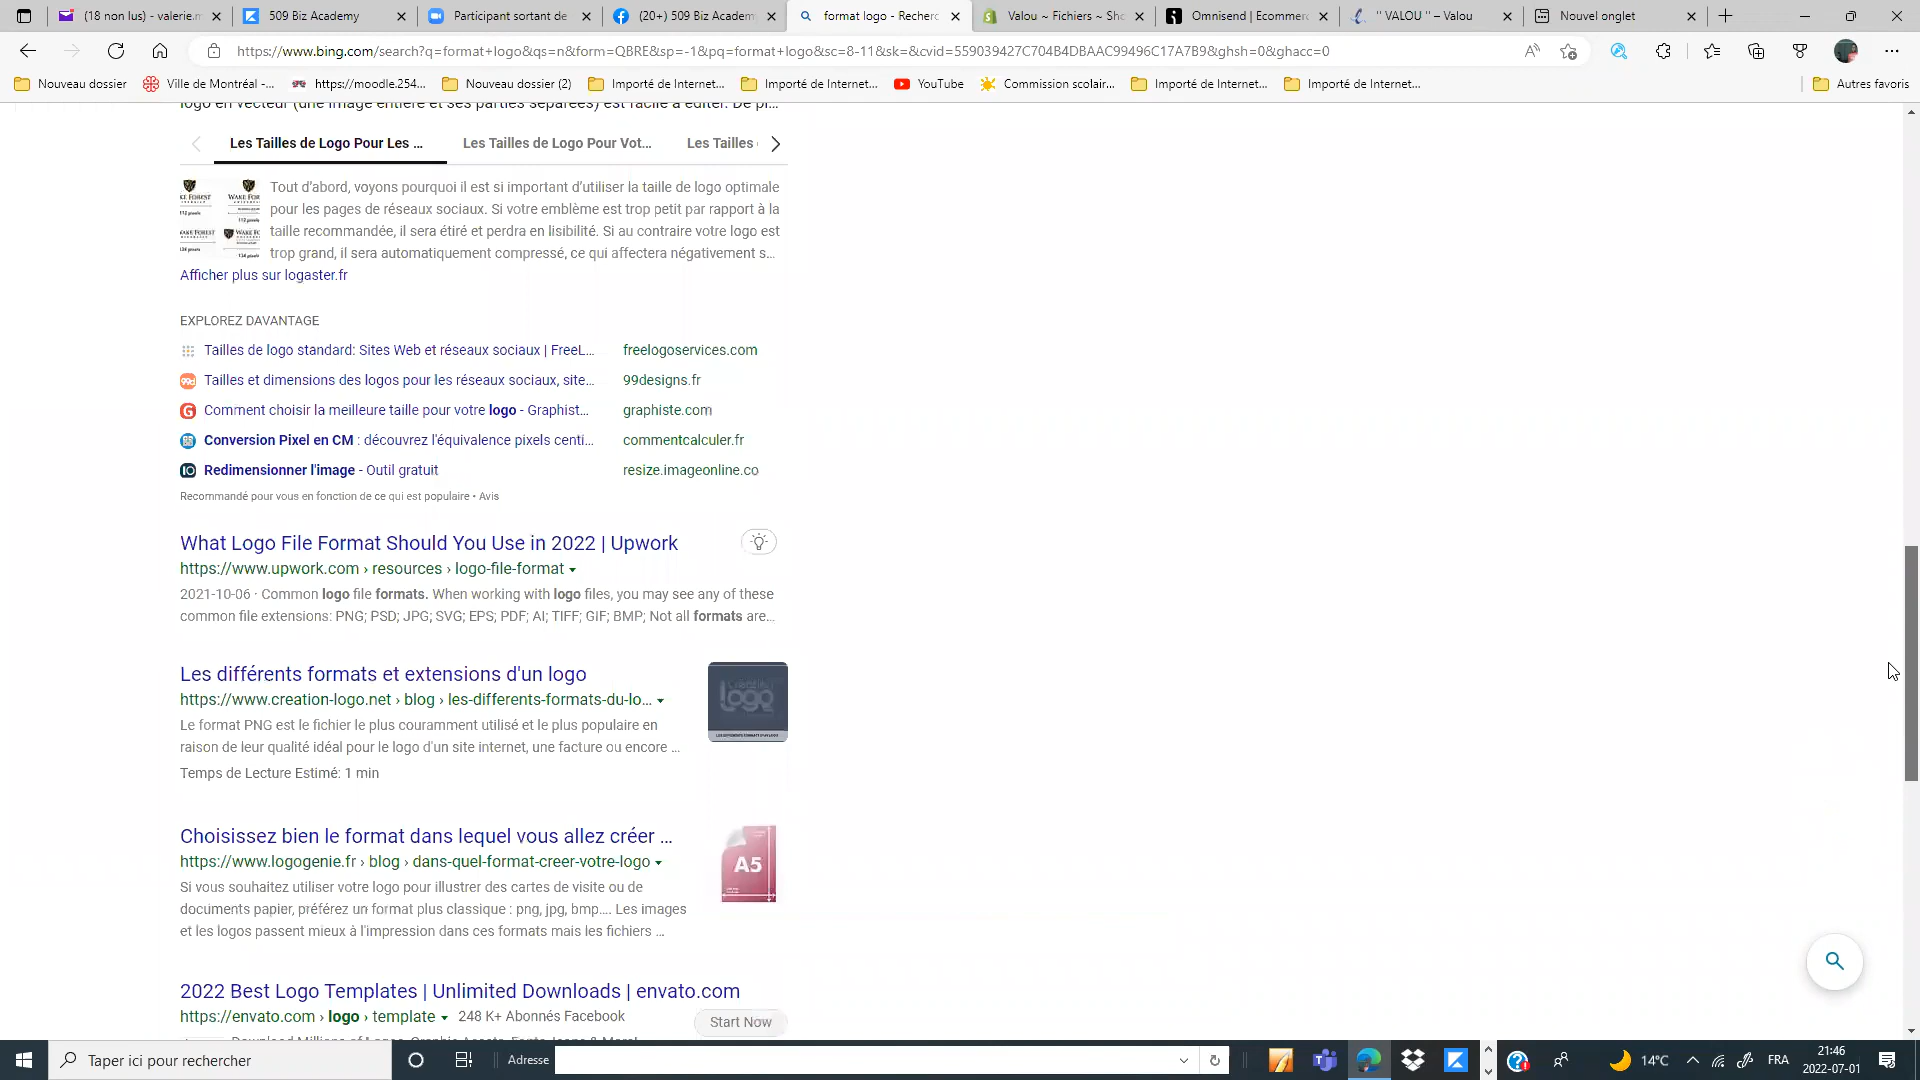 (18 non lus) - valerie.m
509 Biz Academy
Participant sortant de
(20+) 509 Biz Academ
format logo - Recherc
Valou ~ Fichiers ~ Sho
Omnisend | Ecommerc
" VALOU " – Valou
Nouvel onglet
https://www.bing.com/search?q=format+logo&qs=n&form=QBRE&sp=-1&pq=format+logo&sc=8-11&sk=&cvid=559039427C704B4DBAAC99496C17A7B9&ghsh=0&ghacc=0
Nouveau dossier
Ville de Montréal -...
https://moodle.254...
Nouveau dossier (2)
Importé de Internet...
Importé de Internet...
YouTube
Commission scolair...
Importé de Internet...
Importé de Internet...
Autres favoris
logo en vecteur (une image entière et ses parties séparées) est facile à éditer. De pl...
Les Tailles de Logo Pour Les ...
Les Tailles de Logo Pour Vot...
Les Tailles
Tout d'abord, voyons pourquoi il est si important d'utiliser la taille de logo optimale
pour les pages de réseaux sociaux. Si votre emblème est trop petit par rapport à la
taille recommandée, il sera étiré et perdra en lisibilité. Si au contraire votre logo est
trop grand, il sera automatiquement compressé, ce qui affectera négativement s...
Afficher plus sur logaster.fr
EXPLOREZ DAVANTAGE
Tailles de logo standard: Sites Web et réseaux sociaux | FreeL...
freelogoservices.com
Tailles et dimensions des logos pour les réseaux sociaux, site...
99designs.fr
Comment choisir la meilleure taille pour votre logo - Graphist...
graphiste.com
Conversion Pixel en CM : découvrez l'équivalence pixels centi...
commentcalculer.fr
Redimensionner l'image - Outil gratuit
resize.imageonline.co
Recommandé pour vous en fonction de ce qui est populaire • Avis
What Logo File Format Should You Use in 2022 | Upwork
https://www.upwork.com › resources › logo-file-format
2021-10-06 · Common logo file formats. When working with logo files, you may see any of these
common file extensions: PNG; PSD; JPG; SVG; EPS; PDF; AI; TIFF; GIF; BMP; Not all formats are...
Les différents formats et extensions d'un logo
https://www.creation-logo.net › blog › les-differents-formats-du-lo...
Le format PNG est le fichier le plus couramment utilisé et le plus populaire en
raison de leur qualité idéal pour le logo d'un site internet, une facture ou encore ...
Temps de Lecture Estimé: 1 min
Choisissez bien le format dans lequel vous allez créer ...
https://www.logogenie.fr › blog › dans-quel-format-creer-votre-logo
A5
Si vous souhaitez utiliser votre logo pour illustrer des cartes de visite ou de
documents papier, préférez un format plus classique : png, jpg, bmp.... Les images
et les logos passent mieux à l'impression dans ces formats mais les fichiers ...
2022 Best Logo Templates | Unlimited Downloads | envato.com
https://envato.com › logo › template
248 K+ Abonnés Facebook
Start Now
Taper ici pour rechercher
Adresse
14°C
FRA
21:46
2022-07-01